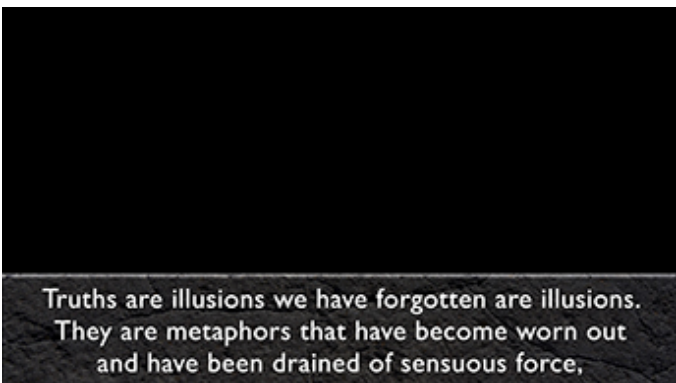 Truths are illusions we have forgotten are illusions.
They are metaphors that have become worn out
and have been drained of sensuous force,